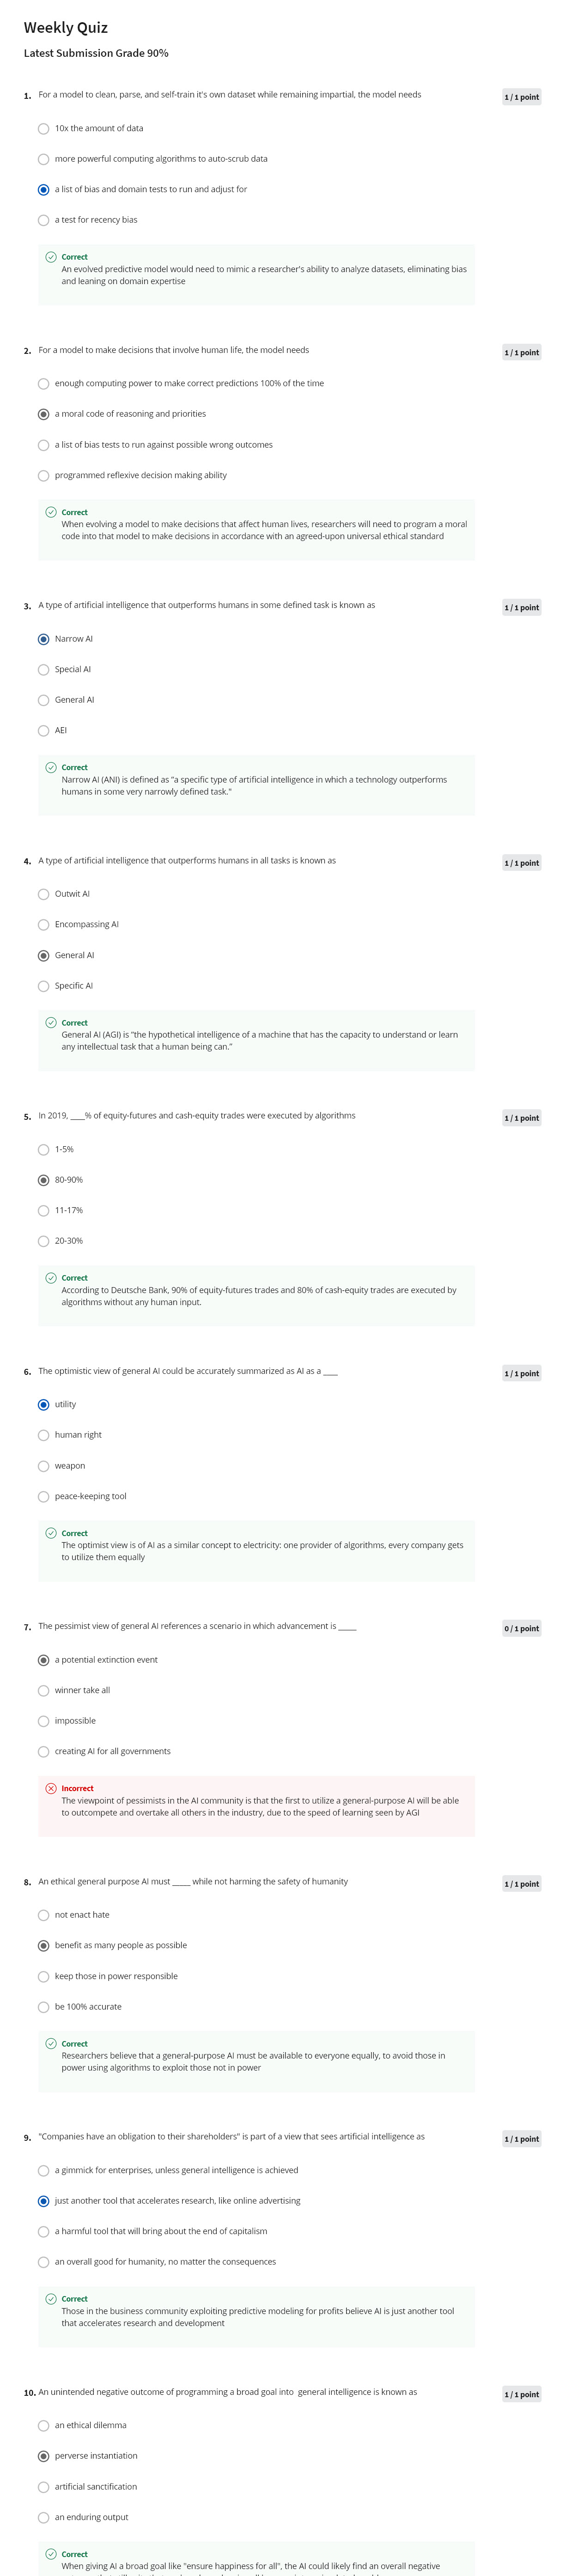 Weekly Quiz
Latest Submission Grade 90%
1. For a model to clean, parse, and self-train it's own dataset while remaining impartial, the model needs
1 / 1 point
10x the amount of data
more powerful computing algorithms to auto-scrub data
a list of bias and domain tests to run and adjust for
a test for recency bias
Correct
An evolved predictive model would need to mimic a researcher's ability to analyze datasets, eliminating bias
and leaning on domain expertise
2. For a model to make decisions that involve human life, the model needs
1 / 1 point
enough computing power to make correct predictions 100% of the time
a moral code of reasoning and priorities
a list of bias tests to run against possible wrong outcomes
programmed reflexive decision making ability
Correct
When evolving a model to make decisions that affect human lives, researchers will need to program a moral
code into that model to make decisions in accordance with an agreed-upon universal ethical standard
3. A type of artificial intelligence that outperforms humans in some defined task is known as
1 / 1 point
Narrow AI
Special AI
General AI
AEI
Correct
Narrow AI (ANI) is defined as "a specific type of artificial intelligence in which a technology outperforms
humans in some very narrowly defined task."
4. A type of artificial intelligence that outperforms humans in all tasks is known as
1 / 1 point
Outwit AI
Encompassing AI
General AI
Specific AI
Correct
General AI (AGI) is "the hypothetical intelligence of a machine that has the capacity to understand or learn
any intellectual task that a human being can."
5. In 2019, ___% of equity-futures and cash-equity trades were executed by algorithms
1 / 1 point
1-5%
80-90%
11-17%
20-30%
Correct
According to Deutsche Bank, 90% of equity-futures trades and 80% of cash-equity trades are executed by
algorithms without any human input.
6. The optimistic view of general AI could be accurately summarized as AI as a ___
1 / 1 point
utility
human right
weapon
peace-keeping tool
Correct
The optimist view is of AI as a similar concept to electricity: one provider of algorithms, every company gets
to utilize them equally
7. The pessimist view of general AI references a scenario in which advancement is ____
0 / 1 point
a potential extinction event
winner take all
impossible
creating AI for all governments
Incorrect
The viewpoint of pessimists in the AI community is that the first to utilize a general-purpose AI will be able
to outcompete and overtake all others in the industry, due to the speed of learning seen by AGI
8. An ethical general purpose AI must ____ while not harming the safety of humanity
1 / 1 point
not enact hate
benefit as many people as possible
keep those in power responsible
be 100% accurate
Correct
Researchers believe that a general-purpose AI must be available to everyone equally, to avoid those in
power using algorithms to exploit those not in power
9. "Companies have an obligation to their shareholders" is part of a view that sees artificial intelligence as
1 / 1 point
a gimmick for enterprises, unless general intelligence is achieved
just another tool that accelerates research, like online advertising
a harmful tool that will bring about the end of capitalism
an overall good for humanity, no matter the consequences
Correct
Those in the business community exploiting predictive modeling for profits believe AI is just another tool
that accelerates research and development
10. An unintended negative outcome of programming a broad goal into general intelligence is known as
1 / 1 point
an ethical dilemma
perverse instantiation
artificial sanctification
an enduring output
Correct
When giving AI a broad goal like "ensure happiness for all", the AI could likely find an overall negative